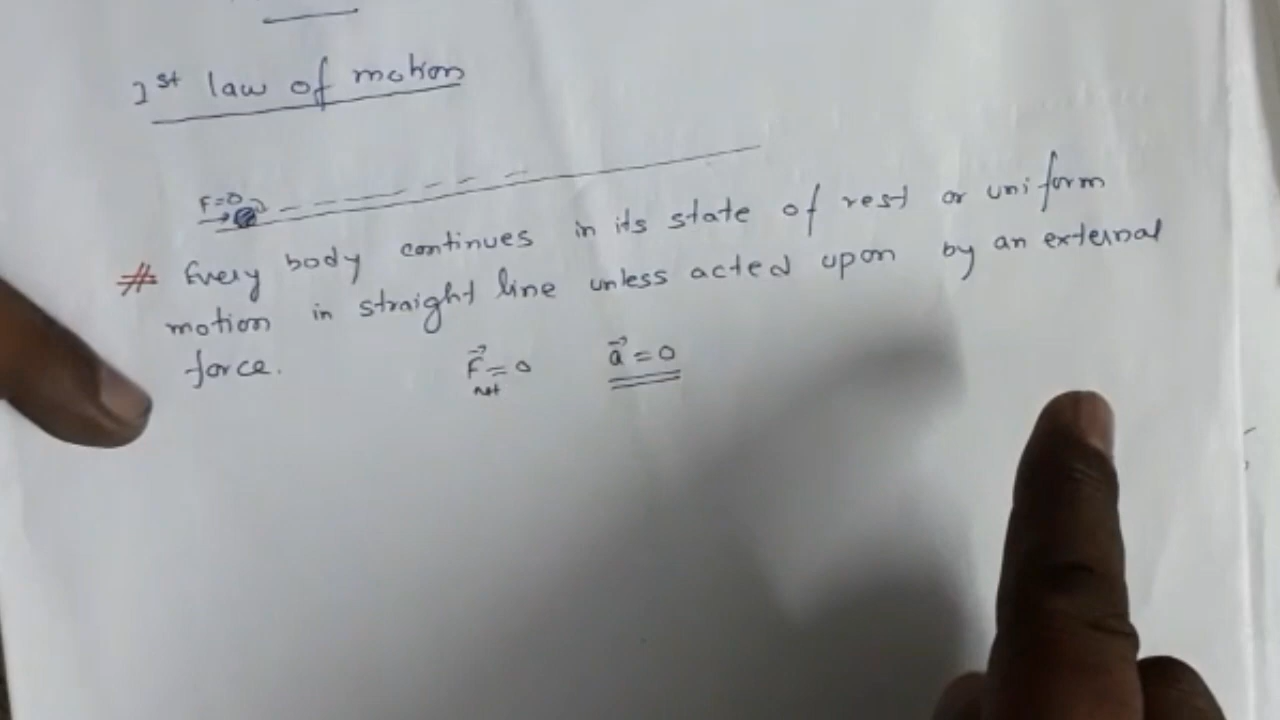 1st law of motion
F=0
# Every body continues in its state of rest or uniform
motion in straight line unless acted upon by an external
force.
F⃗net = 0 a⃗ = 0